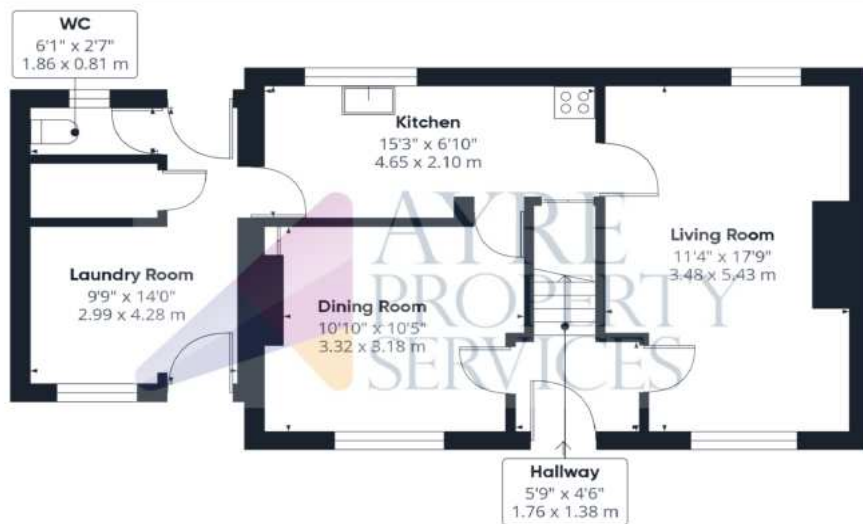 WC
6'1" x 2'7"
1.86 x 0.81 m
Kitchen
15'3" x 6'10"
4.65 x 2.10 m
Living Room
11'4" x 17'9"
3.48 x 5.43 m
Laundry Room
9'9" x 14'0"
2.99 x 4.28 m
Dining Room
10'10" x 10'5"
3.32 x 3.18 m
Hallway
5'9" x 4'6"
1.76 x 1.38 m
AYRE
PROPERTY
SERVICES